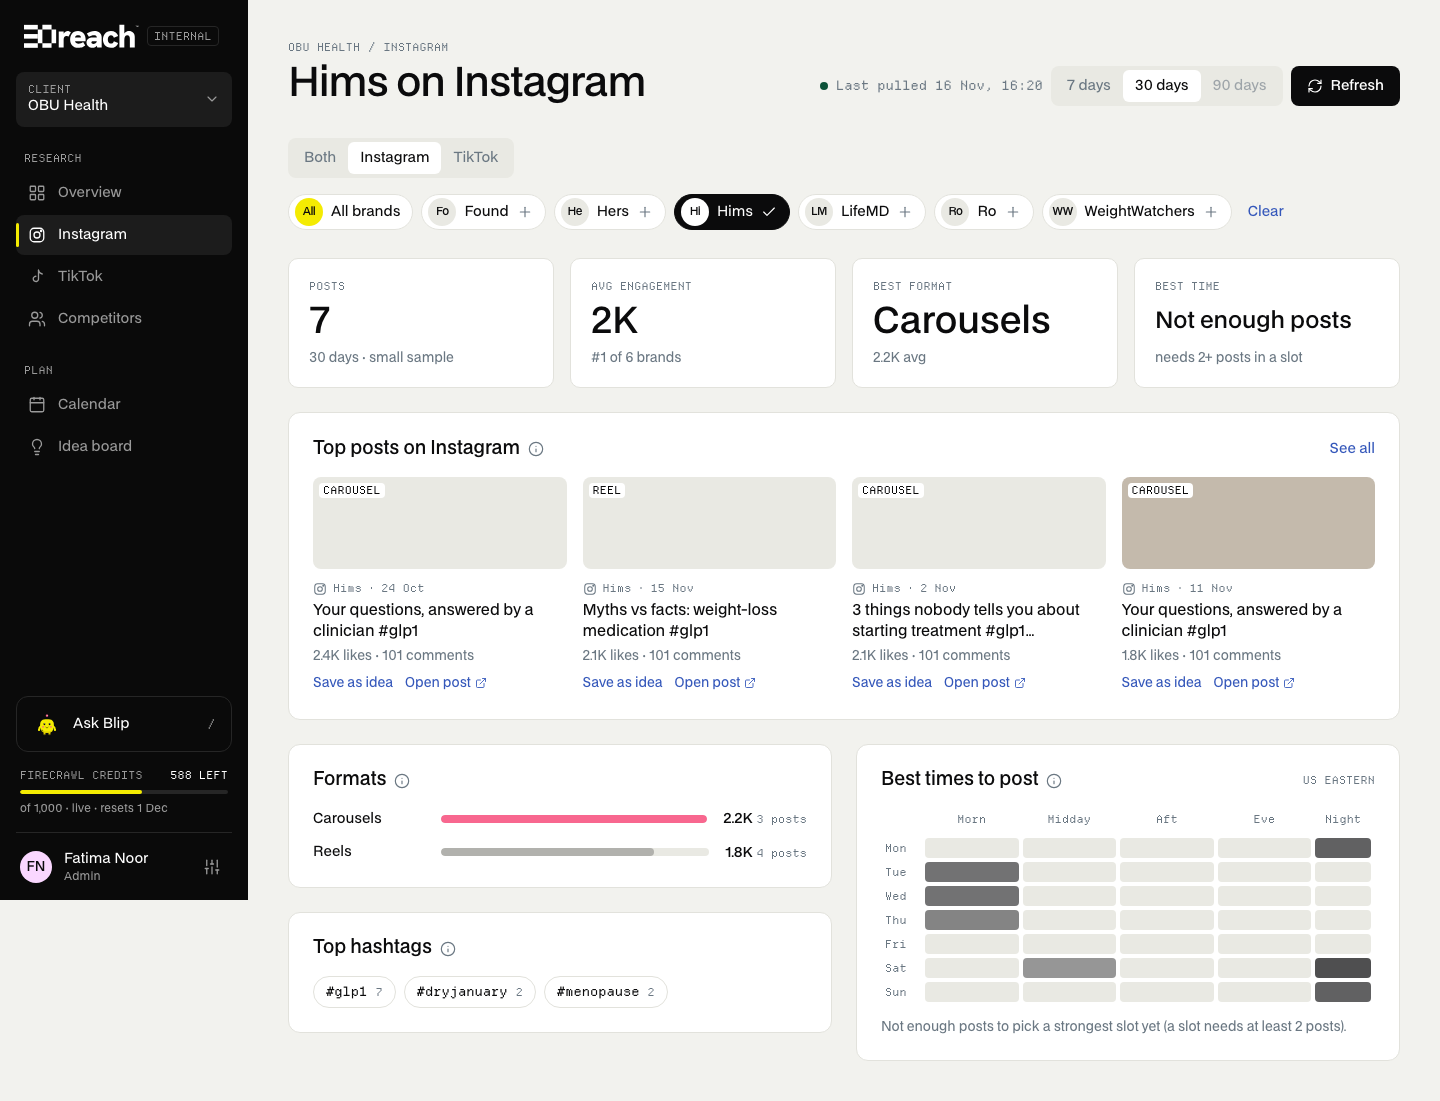 reach
INTERNAL
CLIENT
OBU Health
RESEARCH
Overview
Instagram
TikTok
Competitors
PLAN
Calendar
Idea board
Ask Blip /
FIRECRAWL CREDITS 588 LEFT
of 1,000 · live · resets 1 Dec
FN Fatima Noor
Admin
OBU HEALTH / INSTAGRAM
Hims on Instagram
Last pulled 16 Nov, 16:20
7 days 30 days 90 days
Refresh
Both Instagram TikTok
All All brands
Fo Found
He Hers
HI Hims
LM LifeMD
Ro Ro
WW WeightWatchers
Clear
POSTS
7
30 days · small sample
AVG ENGAGEMENT
2K
#1 of 6 brands
BEST FORMAT
Carousels
2.2K avg
BEST TIME
Not enough posts
needs 2+ posts in a slot
Top posts on Instagram
See all
CAROUSEL
Hims · 24 Oct
Your questions, answered by a
clinician #glp1
2.4K likes · 101 comments
Save as idea Open post
REEL
Hims · 15 Nov
Myths vs facts: weight-loss
medication #glp1
2.1K likes · 101 comments
Save as idea Open post
CAROUSEL
Hims · 2 Nov
3 things nobody tells you about
starting treatment #glp1...
2.1K likes · 101 comments
Save as idea Open post
CAROUSEL
Hims · 11 Nov
Your questions, answered by a
clinician #glp1
1.8K likes · 101 comments
Save as idea Open post
Formats
Carousels 2.2K 3 posts
Reels 1.8K 4 posts
Top hashtags
#glp1 7
#dryjanuary 2
#menopause 2
Best times to post
US EASTERN
Morn Midday Aft Eve Night
Mon
Tue
Wed
Thu
Fri
Sat
Sun
Not enough posts to pick a strongest slot yet (a slot needs at least 2 posts).